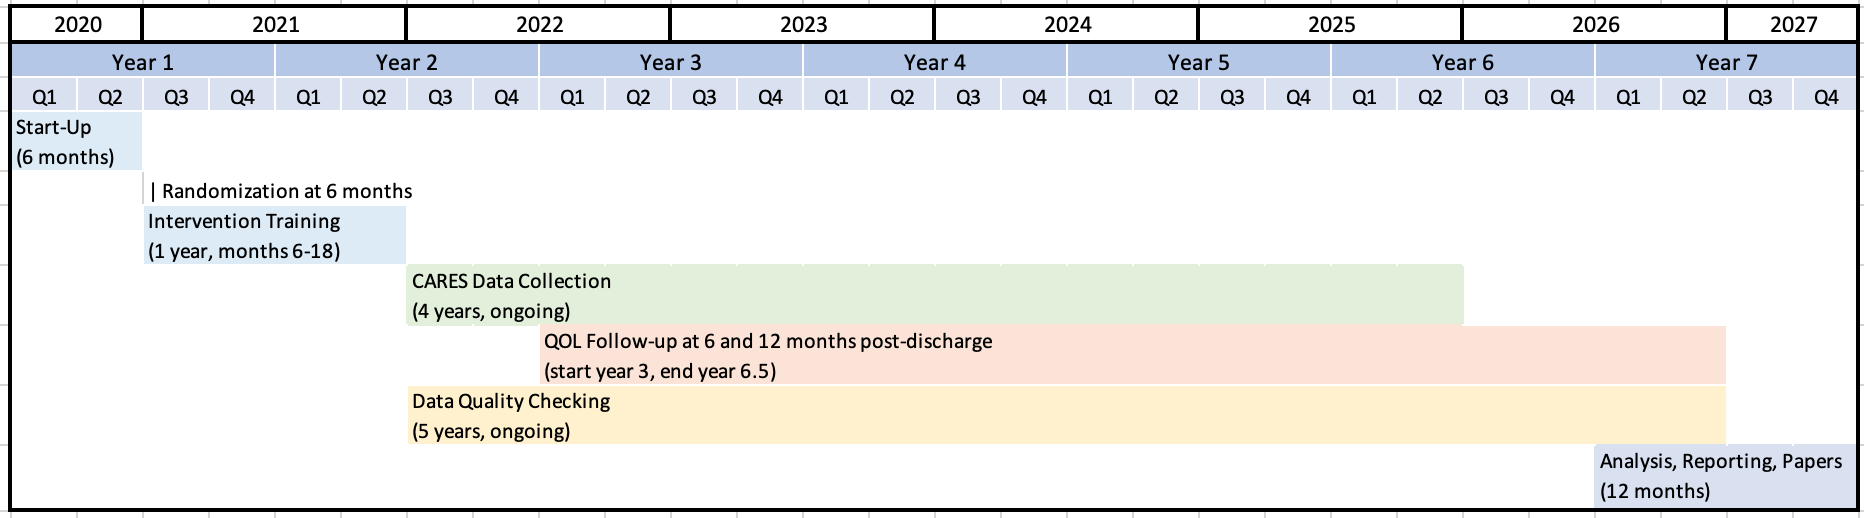 2020 2021 2022 2023 2024 2025 2026 2027
Year 1 Year 2 Year 3 Year 4 Year 5 Year 6 Year 7
Q1 Q2 Q3 Q4 Q1 Q2 Q3 Q4 Q1 Q2 Q3 Q4 Q1 Q2 Q3 Q4 Q1 Q2 Q3 Q4 Q1 Q2 Q3 Q4 Q1 Q2 Q3 Q4
Start-Up
(6 months)
| Randomization at 6 months
Intervention Training
(1 year, months 6-18)
CARES Data Collection
(4 years, ongoing)
QOL Follow-up at 6 and 12 months post-discharge
(start year 3, end year 6.5)
Data Quality Checking
(5 years, ongoing)
Analysis, Reporting, Papers
(12 months)